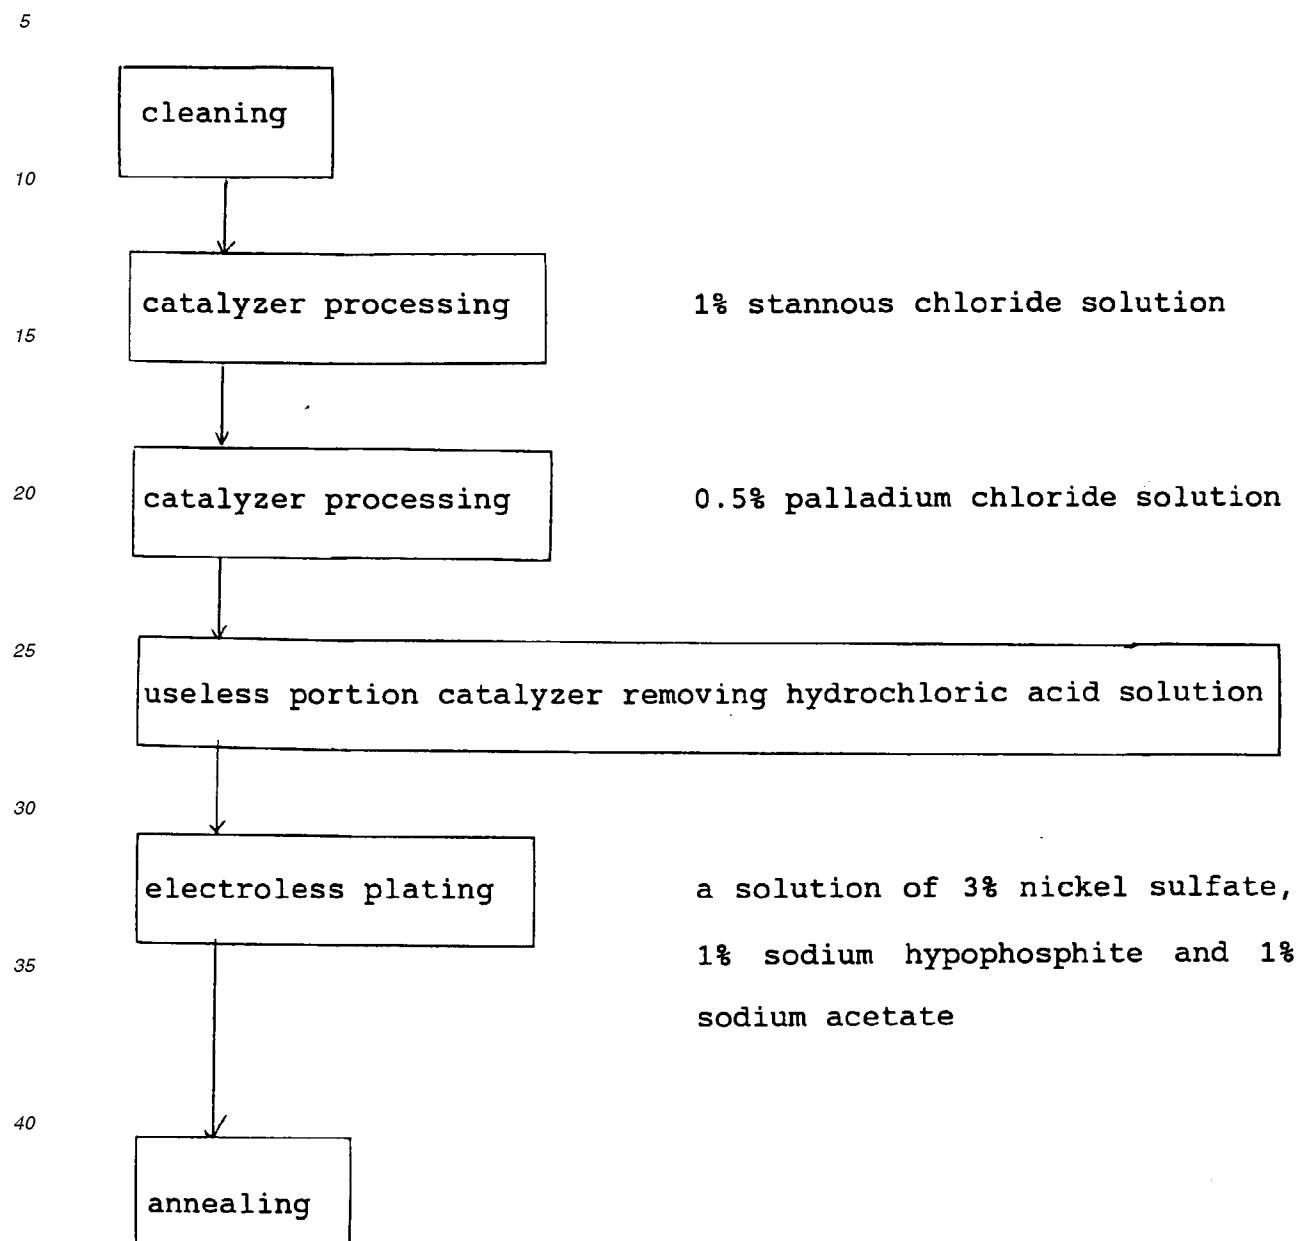 5
cleaning
10
catalyzer processing 1% stannous chloride solution
15
20 catalyzer processing 0.5% palladium chloride solution
25
useless portion catalyzer removing hydrochloric acid solution
30
electroless plating a solution of 3% nickel sulfate,
35 1% sodium hypophosphite and 1%
sodium acetate
40
annealing